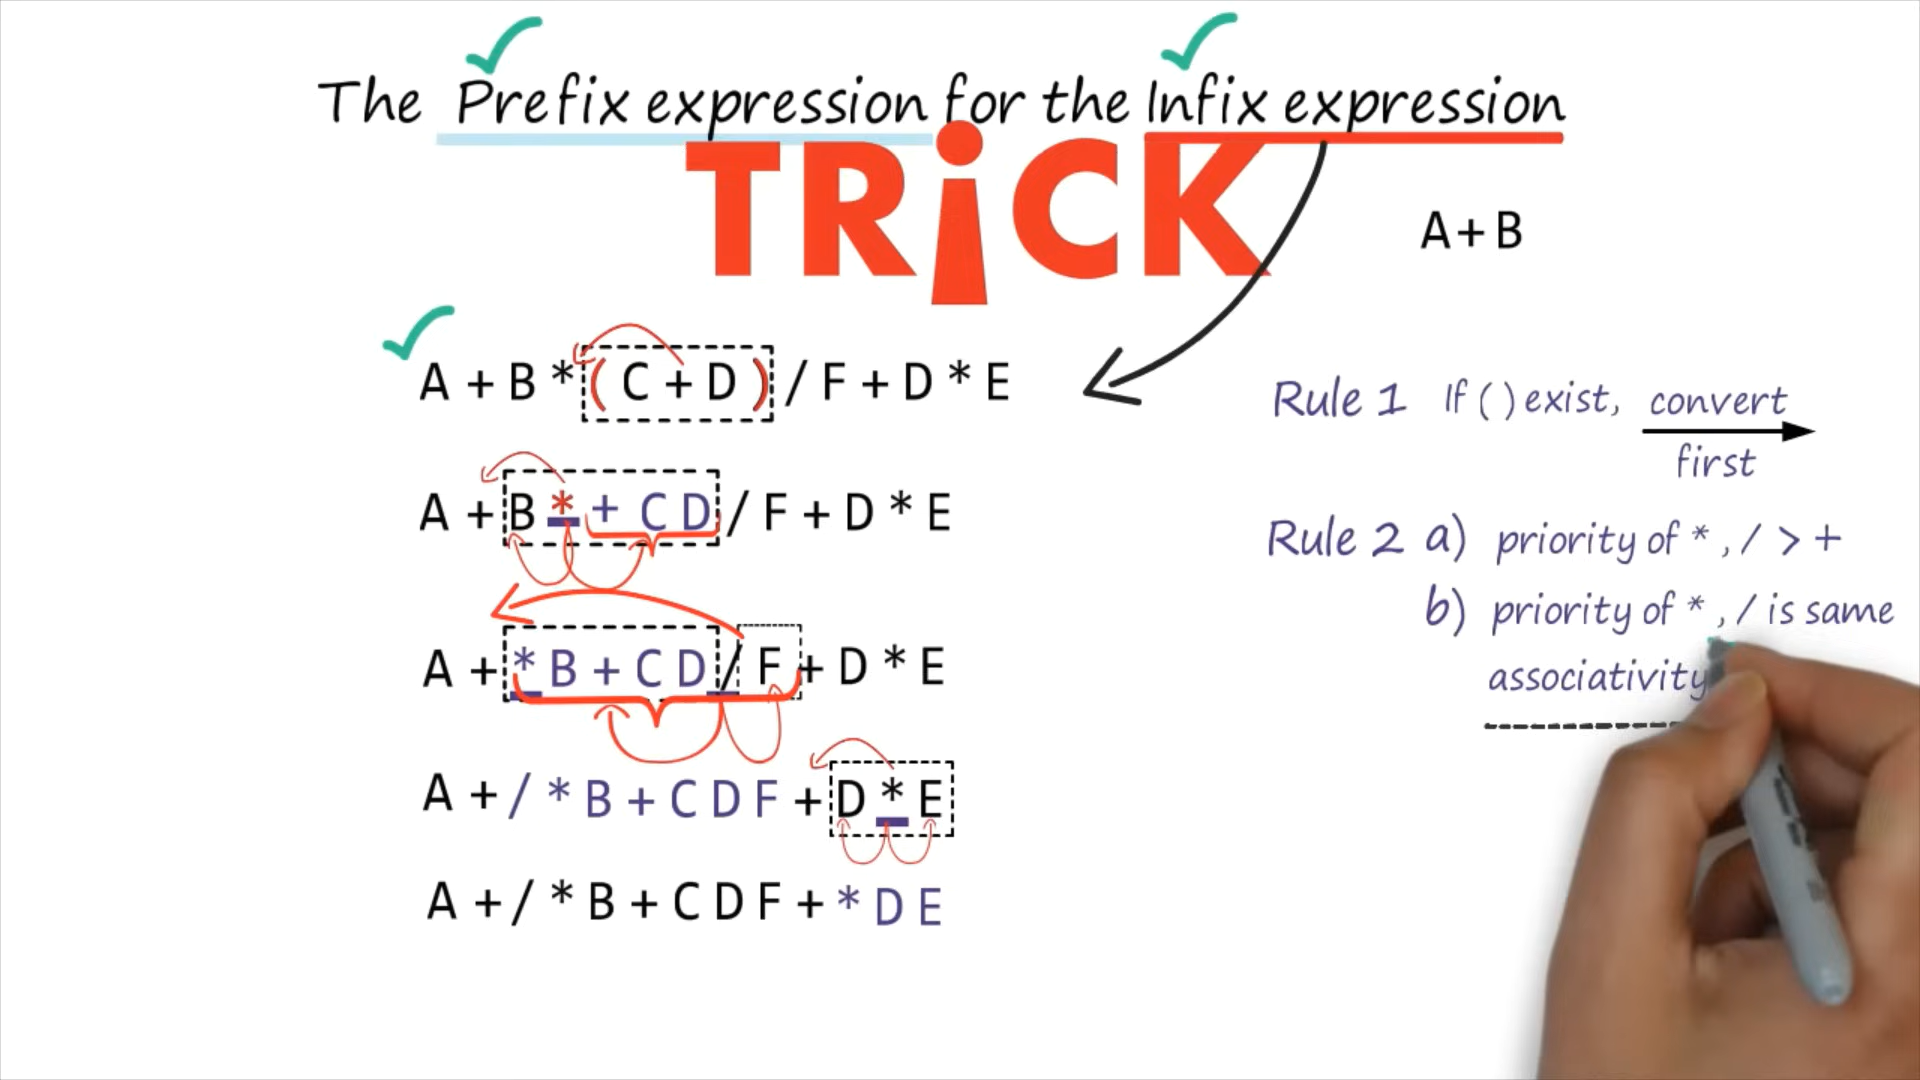 The Prefix expression for the Infix expression
TRiCK
A + B
A + B * ( C + D ) / F + D * E
A + B * + C D / F + D * E
A + * B + C D / F + D * E
A + / * B + C D F + D * E
A + / * B + C D F + * D E
Rule 1 If ( ) exist, convert
first
Rule 2 a) priority of * , / > +
b) priority of * , / is same
associativity